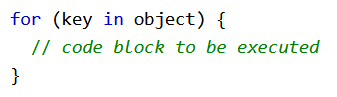 for (key in object) {
  // code block to be executed
}